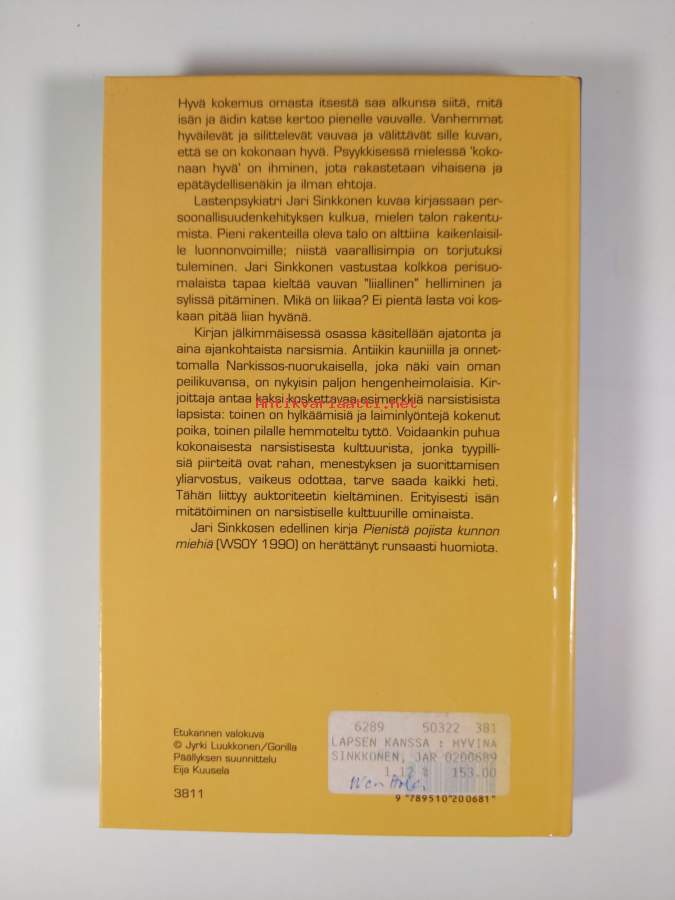 Hyvä kokemus omasta itsestä saa alkunsa siitä, mitä
isän ja äidin katse kertoo pienelle vauvalle. Vanhemmat
hyväilevät ja silittelevät vauvaa ja välittävät sille kuvan,
että se on kokonaan hyvä. Psyykkisessä mielessä 'koko-
naan hyvä' on ihminen, jota rakastetaan vihaisena ja
epätäydellisenäkin ja ilman ehtoja.
Lastenpsykiatri Jari Sinkkonen kuvaa kirjassaan per-
soonallisuudenkehityksen kulkua, mielen talon rakentu-
mista. Pieni rakenteilla oleva talo on alttiina kaikenlaisil-
le luonnonvoimille; niistä vaarallisimpia on torjutuksi
tuleminen. Jari Sinkkonen vastustaa kolkkoa perisuo-
malaista tapaa kieltää vauvan "liiallinen" helliminen ja
sylissä pitäminen. Mikä on liikaa? Ei pientä lasta voi kos-
kaan pitää liian hyvänä.
Kirjan jälkimmäisessä osassa käsitellään ajatonta ja
aina ajankohtaista narsismia. Antiikin kauniilla ja onnet-
tomalla Narkissos-nuorukaisella, joka näki vain oman
peilikuvansa, on nykyisin paljon hengenheimolaisia. Kir-
joittaja antaa kaksi koskettavaa esimerkkiä narsistisista
Antikvariaatti.net
lapsista: toinen on hylkäämisiä ja laiminlyöntejä kokenut
poika, toinen pilalle hemmoteltu tyttö. Voidaankin puhua
kokonaisesta narsistisesta kulttuurista, jonka tyypilli-
siä piirteitä ovat rahan, menestyksen ja suorittamisen
yliarvostus, vaikeus odottaa, tarve saada kaikki heti.
Tähän liittyy auktoriteetin kieltäminen. Erityisesti isän
mitätöiminen on narsistiselle kulttuurille ominaista.
Jari Sinkkosen edellinen kirja Pienistä pojista kunnon
miehiä (WSOY 1990) on herättänyt runsaasti huomiota.
Etukannen valokuva
© Jyrki Luukkonen/Gorilla
Päällyksen suunnittelu
Eija Kuusela
3811
6289 50322 381
LAPSEN KANSSA : HYVINA
SINKKONEN, JAR 0200689
1.12 153.00
9 789510 200681